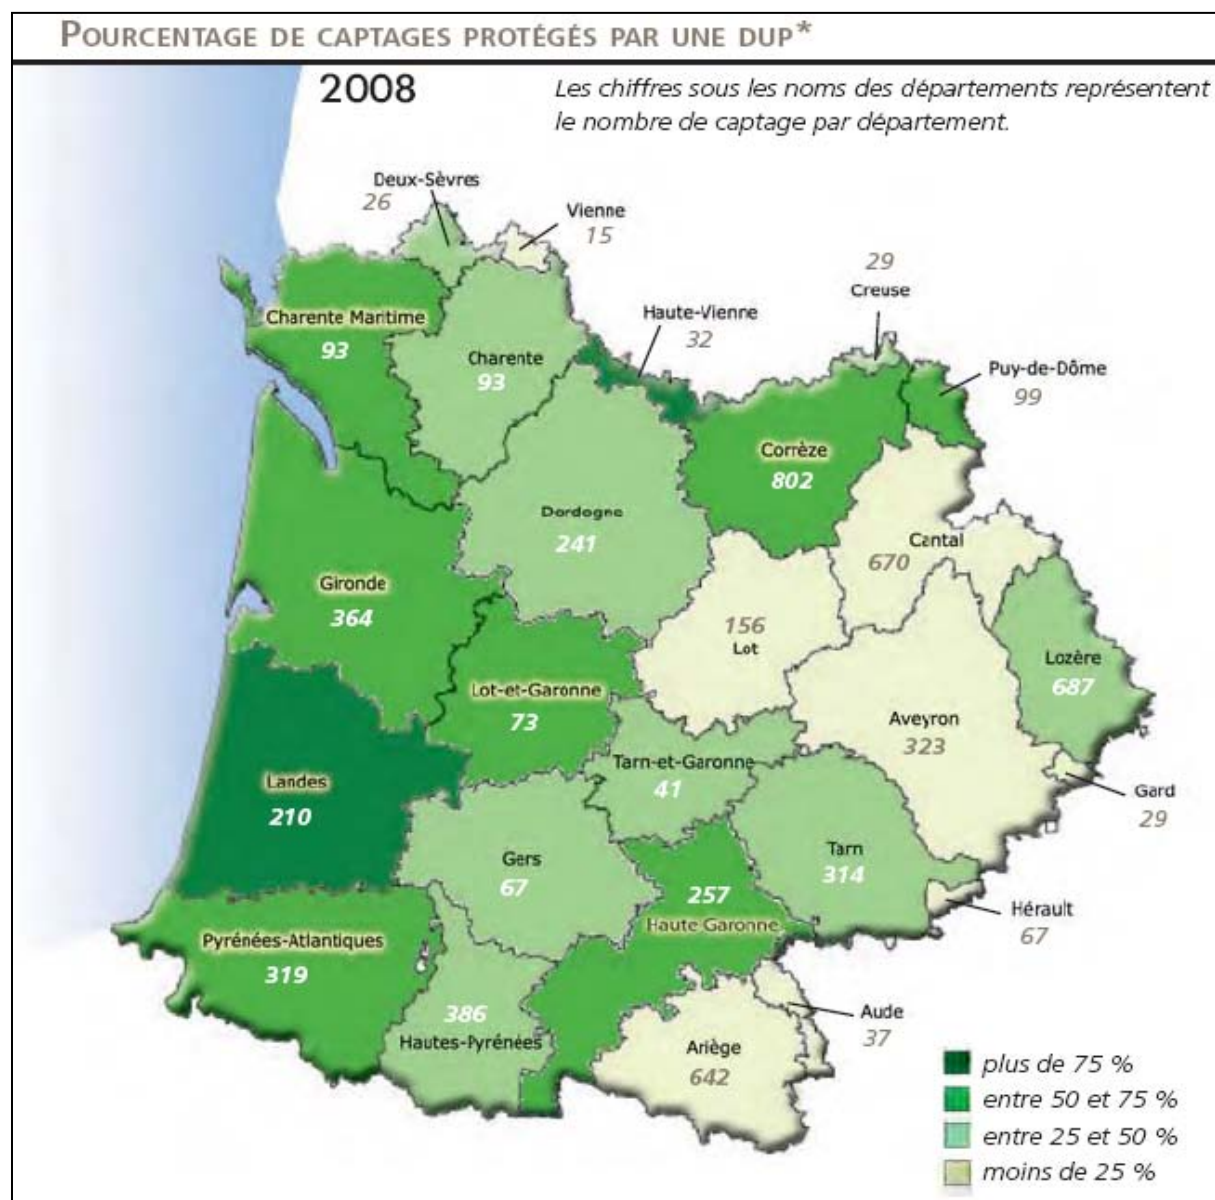 POURCENTAGE DE CAPTAGES PROTÉGÉS PAR UNE DUP*
2008
Les chiffres sous les noms des départements représentent
le nombre de captage par département.
Deux-Sèvres
26
Vienne
15
29
Creuse
Haute-Vienne
32
Charente Maritime
93
Charente
93
Puy-de-Dôme
99
Corrèze
802
Dordogne
241
Cantal
670
Gironde
364
156
Lot
Lozère
687
Lot-et-Garonne
73
Aveyron
323
Tarn-et-Garonne
41
Landes
210
Gard
29
Gers
67
Tarn
314
257
Haute Garonne
Hérault
67
Pyrénées-Atlantiques
319
386
Hautes-Pyrénées
Aude
37
Ariège
642
plus de 75 %
entre 50 et 75 %
entre 25 et 50 %
moins de 25 %